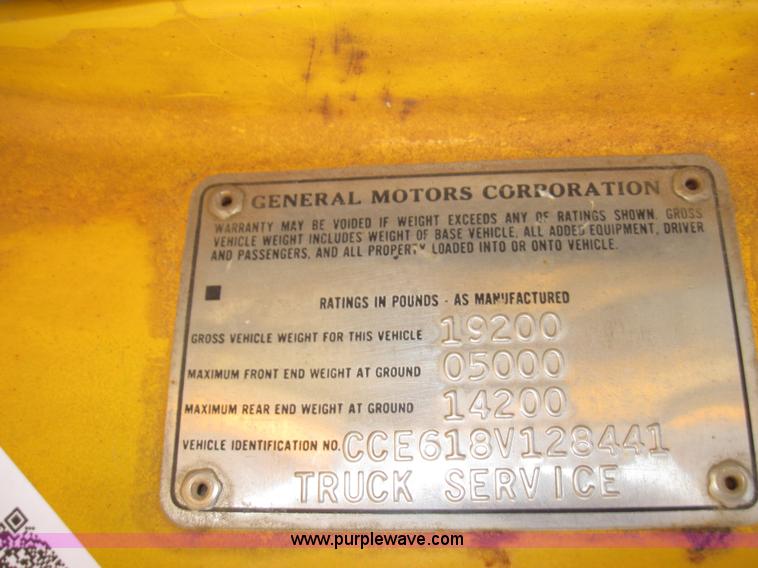 GENERAL MOTORS CORPORATION
WARRANTY MAY BE VOIDED IF WEIGHT EXCEEDS ANY OF RATINGS SHOWN. GROSS
VEHICLE WEIGHT INCLUDES WEIGHT OF BASE VEHICLE, ALL ADDED EQUIPMENT, DRIVER
AND PASSENGERS, AND ALL PROPERTY LOADED INTO OR ONTO VEHICLE.
RATINGS IN POUNDS - AS MANUFACTURED
GROSS VEHICLE WEIGHT FOR THIS VEHICLE 19200
MAXIMUM FRONT END WEIGHT AT GROUND 05000
MAXIMUM REAR END WEIGHT AT GROUND 14200
VEHICLE IDENTIFICATION NO. CCE618V128441
TRUCK SERVICE
www.purplewave.com